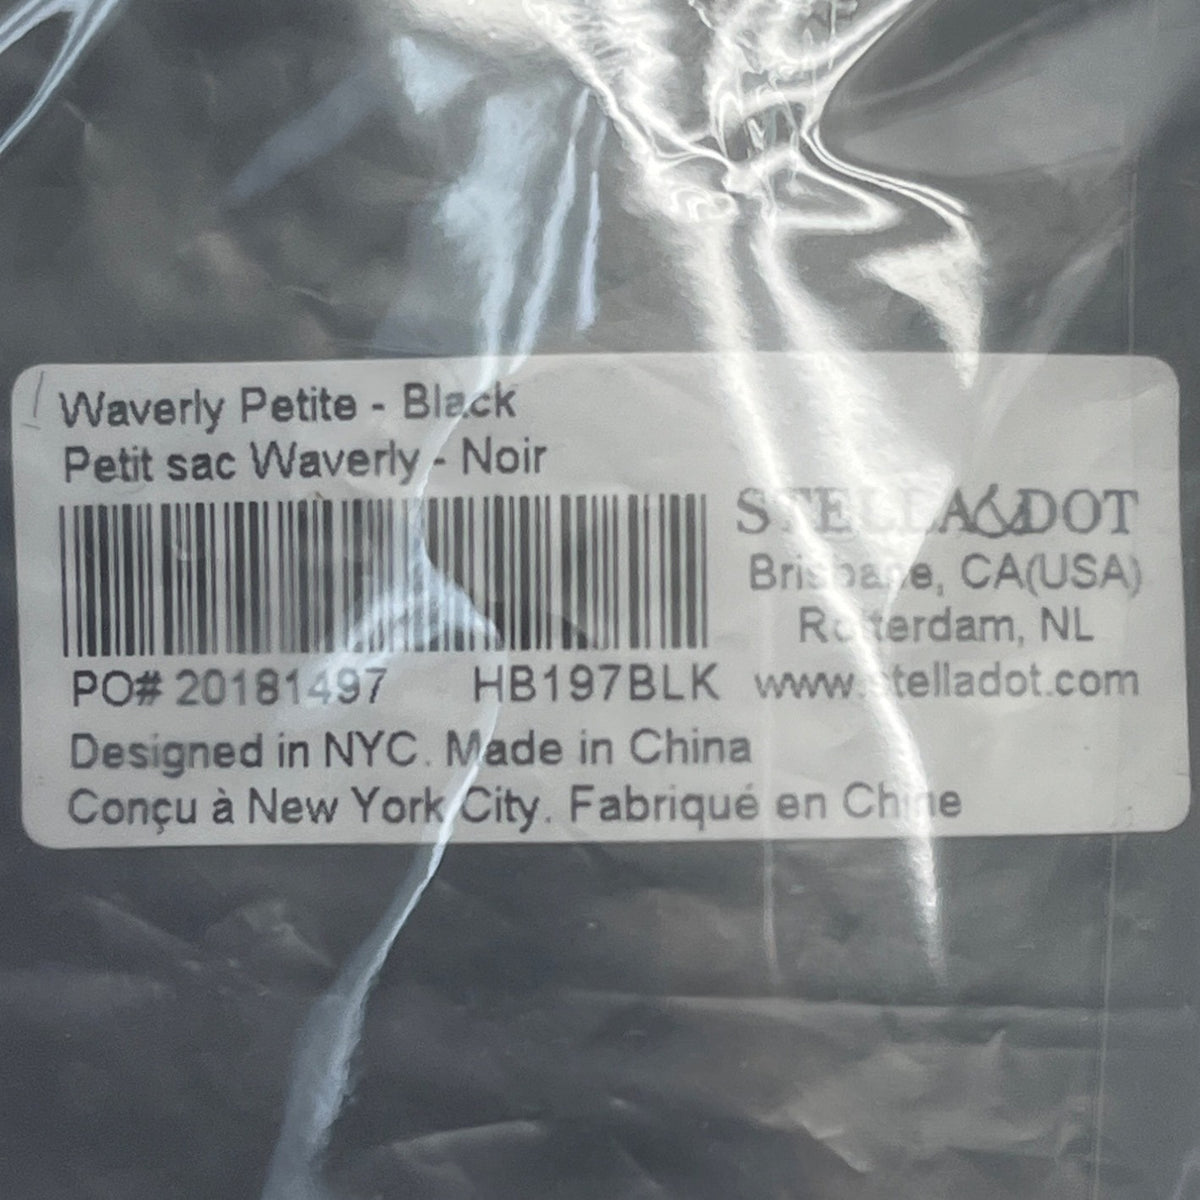 Waverly Petite - Black
Petit sac Waverly - Noir
STELLA&DOT
Brisbane, CA(USA)
Rotterdam, NL
PO# 20181497 HB197BLK www.stelladot.com
Designed in NYC. Made in China
Conçu à New York City. Fabriqué en Chine